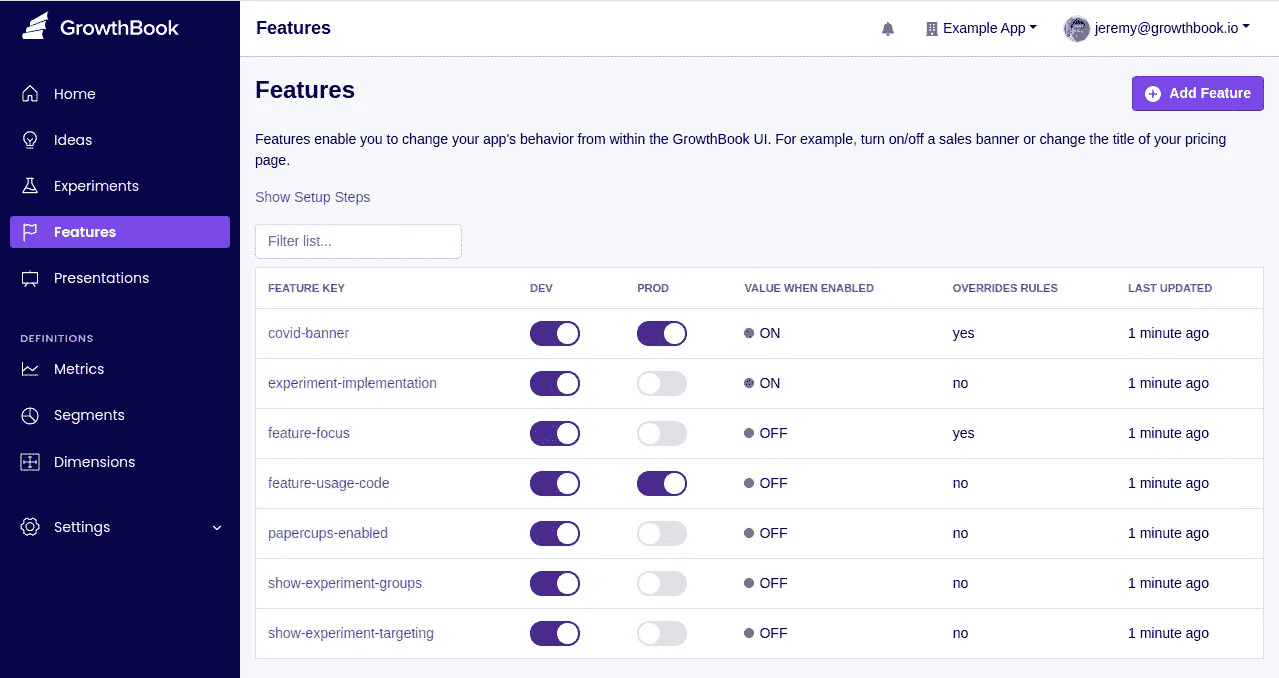 GrowthBook
Features
Example App
jeremy@growthbook.io
Home
Ideas
Experiments
Features
Presentations
DEFINITIONS
Metrics
Segments
Dimensions
Settings
Features
Add Feature
Features enable you to change your app's behavior from within the GrowthBook UI. For example, turn on/off a sales banner or change the title of your pricing
page.
Show Setup Steps
Filter list...
FEATURE KEY DEV PROD VALUE WHEN ENABLED OVERRIDES RULES LAST UPDATED
covid-banner ON yes 1 minute ago
experiment-implementation ON no 1 minute ago
feature-focus OFF yes 1 minute ago
feature-usage-code OFF no 1 minute ago
papercups-enabled OFF no 1 minute ago
show-experiment-groups OFF no 1 minute ago
show-experiment-targeting OFF no 1 minute ago